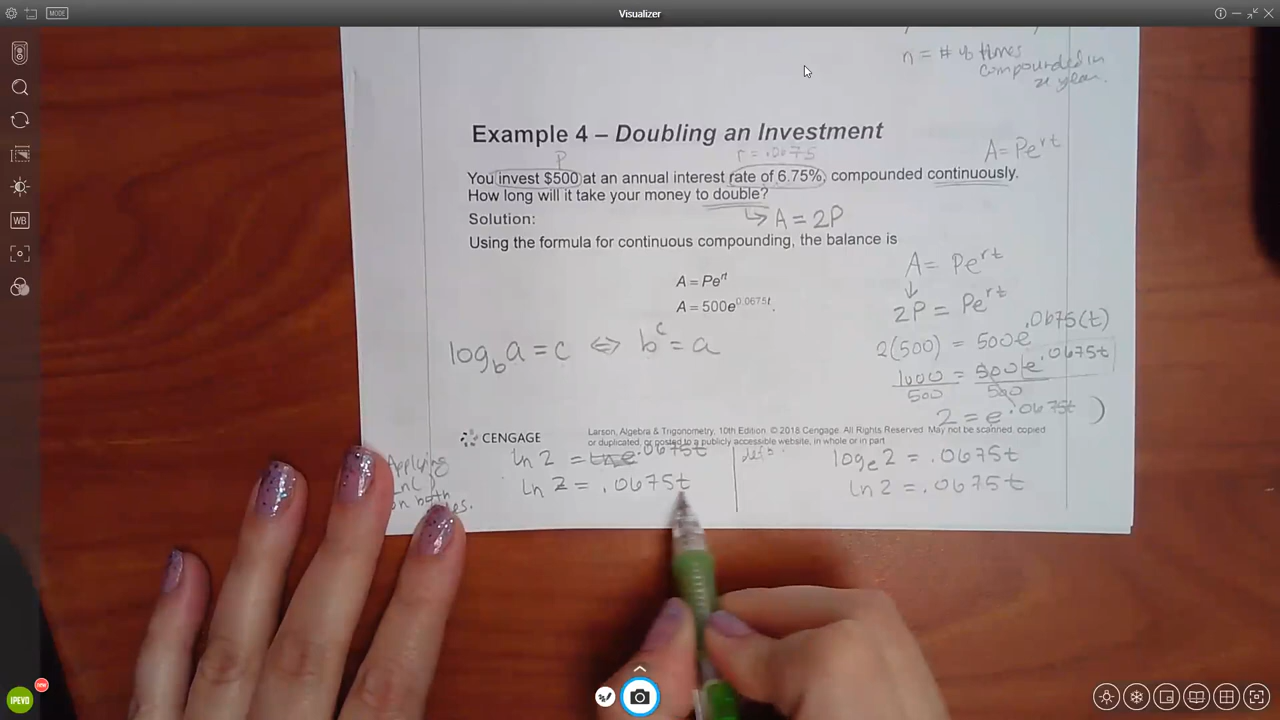 MODE
Visualizer
n = # of times
compounded in
a year.
Example 4 – Doubling an Investment
P
r = .0675
A = Pe^rt
You invest $500 at an annual interest rate of 6.75%, compounded continuously.
How long will it take your money to double?
Solution:
↳ A = 2P
Using the formula for continuous compounding, the balance is
A = Pe^rt
A = 500e^0.0675t.
A = Pe^rt
↓
2P = Pe^rt
2(500) = 500e^.0675(t)
1000 = 500(e^.0675t
500 500
2 = e^.0675t )
log_b a = c ⇔ b^c = a
CENGAGE
Larson, Algebra & Trigonometry, 10th Edition. © 2018 Cengage. All Rights Reserved. May not be scanned, copied
or duplicated, or posted to a publicly accessible website, in whole or in part
Applying
Ln( )
on both
ln 2 = ln e^.0675t
ln 2 = .0675t
log_e 2 = .0675t
ln 2 = .0675t
IPEVO